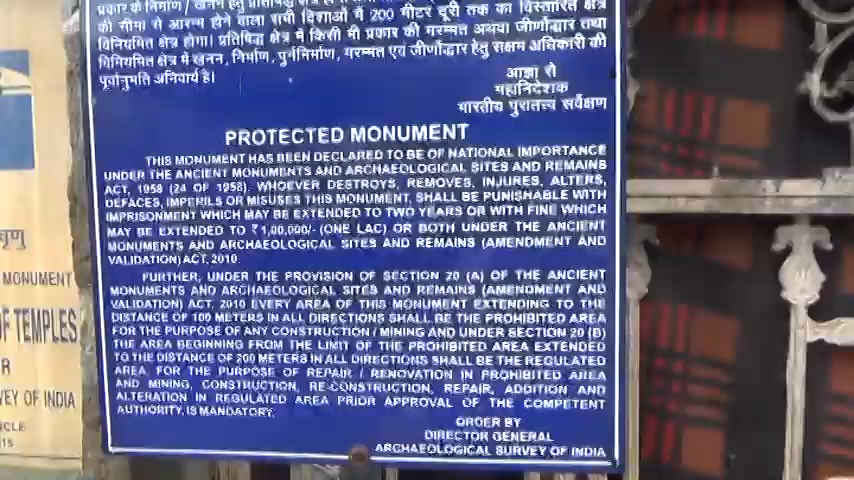 प्रकार के निर्माण / खनन हेतु प्रतिषिद्ध क्षेत्र
की सीमा से आरम्भ होने वाला सभी दिशाओं में 200 मीटर दूरी तक का विस्तारित क्षेत्र
विनियमित क्षेत्र होगा। प्रतिषिद्ध क्षेत्र में किसी भी प्रकार की मरम्मत अथवा जीर्णोद्धार तथा
विनियमित क्षेत्र में खनन, निर्माण, पुर्ननिर्माण, मरम्मत एवं जीर्णोद्धार हेतु सक्षम अधिकारी की
पूर्वानुमति अनिवार्य है।
आज्ञा से
महानिदेशक
भारतीय पुरातत्त्व सर्वेक्षण
PROTECTED MONUMENT
THIS MONUMENT HAS BEEN DECLARED TO BE OF NATIONAL IMPORTANCE
UNDER THE ANCIENT MONUMENTS AND ARCHAEOLOGICAL SITES AND REMAINS
ACT, 1958 (24 OF 1958). WHOEVER DESTROYS, REMOVES, INJURES, ALTERS,
DEFACES, IMPERILS OR MISUSES THIS MONUMENT, SHALL BE PUNISHABLE WITH
IMPRISONMENT WHICH MAY BE EXTENDED TO TWO YEARS OR WITH FINE WHICH
MAY BE EXTENDED TO ₹ 1,00,000/- (ONE LAC) OR BOTH UNDER THE ANCIENT
MONUMENTS AND ARCHAEOLOGICAL SITES AND REMAINS (AMENDMENT AND
VALIDATION) ACT, 2010.
FURTHER, UNDER THE PROVISION OF SECTION 20 (A) OF THE ANCIENT
MONUMENTS AND ARCHAEOLOGICAL SITES AND REMAINS (AMENDMENT AND
VALIDATION) ACT, 2010 EVERY AREA OF THIS MONUMENT EXTENDING TO THE
DISTANCE OF 100 METERS IN ALL DIRECTIONS SHALL BE THE PROHIBITED AREA
FOR THE PURPOSE OF ANY CONSTRUCTION / MINING AND UNDER SECTION 20 (B)
THE AREA BEGINNING FROM THE LIMIT OF THE PROHIBITED AREA EXTENDED
TO THE DISTANCE OF 200 METERS IN ALL DIRECTIONS SHALL BE THE REGULATED
AREA. FOR THE PURPOSE OF REPAIR / RENOVATION IN PROHIBITED AREA
AND MINING, CONSTRUCTION, RE-CONSTRUCTION, REPAIR, ADDITION AND
ALTERATION IN REGULATED AREA PRIOR APPROVAL OF THE COMPETENT
AUTHORITY, IS MANDATORY.
ORDER BY
DIRECTOR GENERAL
ARCHAEOLOGICAL SURVEY OF INDIA
MONUMENT
OF TEMPLES
VEY OF INDIA